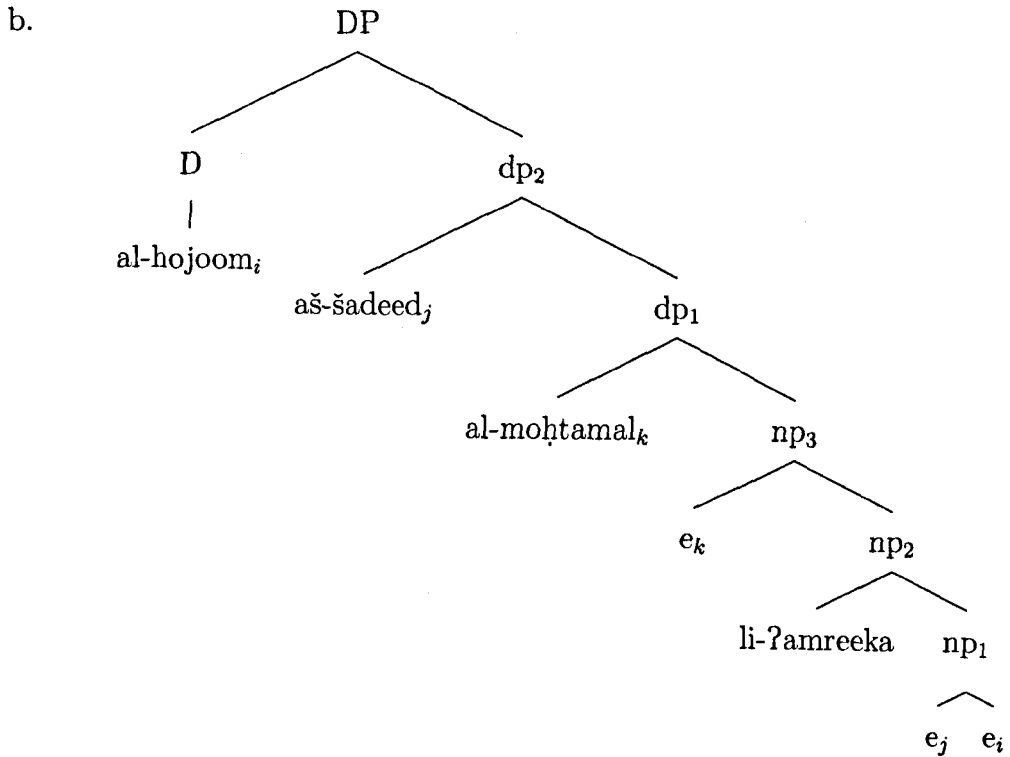 b.
DP
D dp₂
al-hojoomᵢ
aš-šadeedⱼ dp₁
al-moḥtamalₖ np₃
eₖ np₂
li-ʔamreeka np₁
eⱼ eᵢ